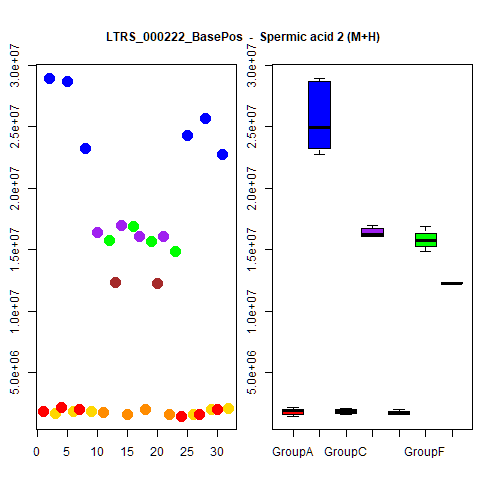 LTRS_000222_BasePos - Spermic acid 2 (M+H)
3.0e+07
2.5e+07
2.0e+07
1.5e+07
1.0e+07
5.0e+06
0 5 10 15 20 25 30
3.0e+07
2.5e+07
2.0e+07
1.5e+07
1.0e+07
5.0e+06
GroupA GroupC GroupF